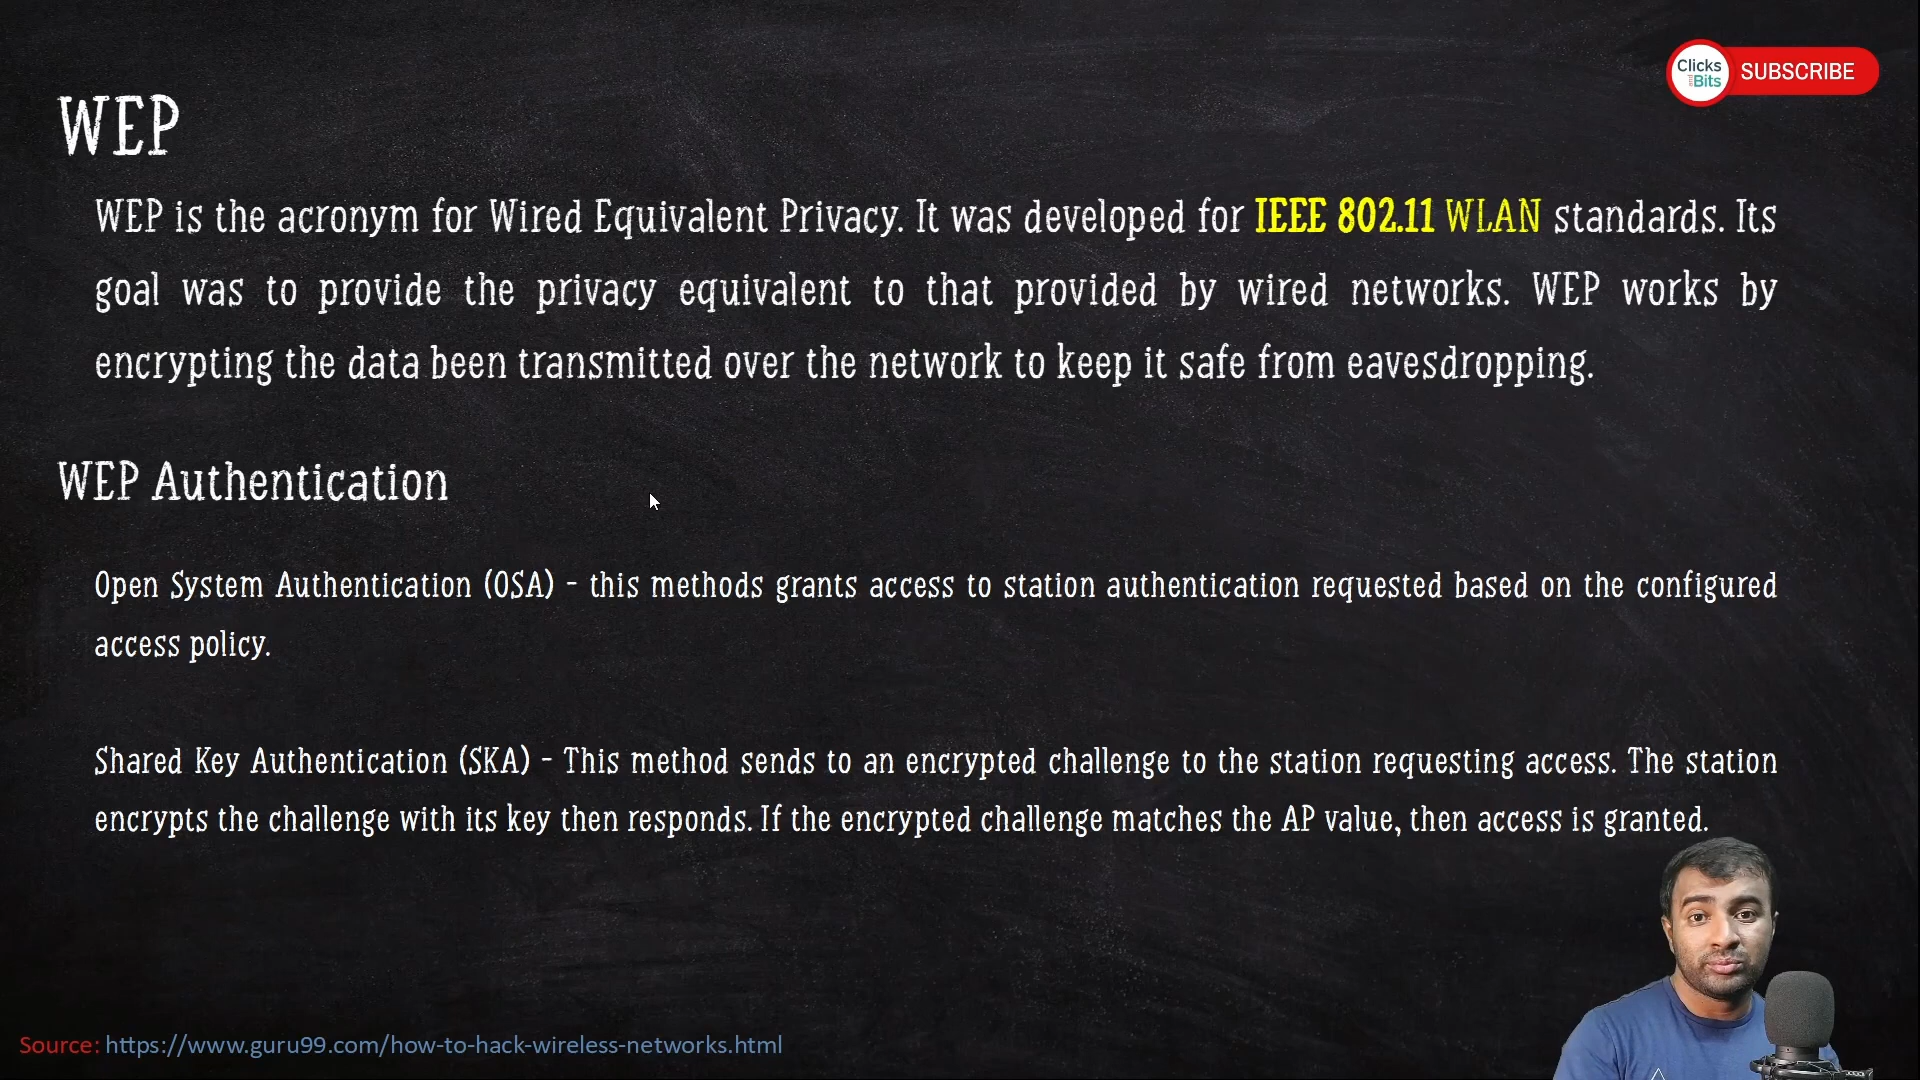 Clicks
and
Bits
SUBSCRIBE
WEP
WEP is the acronym for Wired Equivalent Privacy. It was developed for IEEE 802.11 WLAN standards. Its
goal was to provide the privacy equivalent to that provided by wired networks. WEP works by
encrypting the data been transmitted over the network to keep it safe from eavesdropping.
WEP Authentication
Open System Authentication (OSA) - this methods grants access to station authentication requested based on the configured
access policy.
Shared Key Authentication (SKA) - This method sends to an encrypted challenge to the station requesting access. The station
encrypts the challenge with its key then responds. If the encrypted challenge matches the AP value, then access is granted.
Source: https://www.guru99.com/how-to-hack-wireless-networks.html